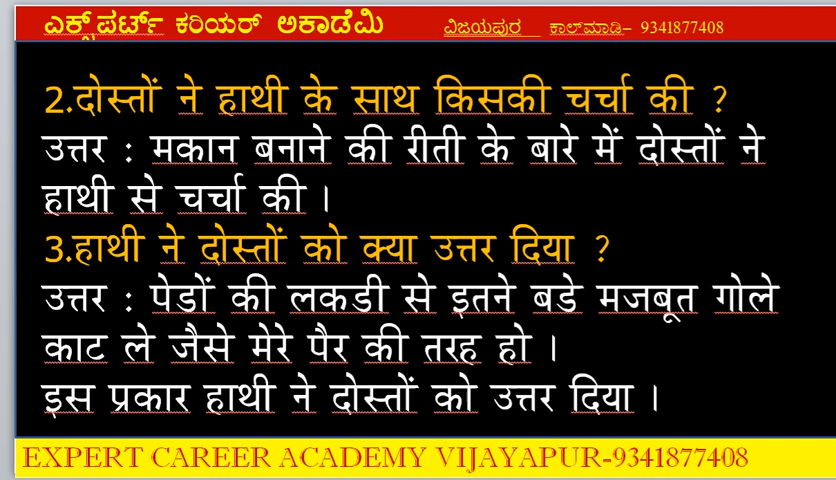 ಎಕ್ಸ್‌ಪರ್ಟ್ ಕರಿಯರ್ ಅಕಾಡೆಮಿ ವಿಜಯಪುರ ಕಾಲ್‌ಮಾಡಿ– 9341877408
2.दोस्तों ने हाथी के साथ किसकी चर्चा की ?
उत्तर : मकान बनाने की रीती के बारे में दोस्तों ने
हाथी से चर्चा की ।
3.हाथी ने दोस्तों को क्या उत्तर दिया ?
उत्तर : पेडों की लकडी से इतने बडे मजबूत गोले
काट ले जैसे मेरे पैर की तरह हो ।
इस प्रकार हाथी ने दोस्तों को उत्तर दिया ।
EXPERT CAREER ACADEMY VIJAYAPUR-9341877408